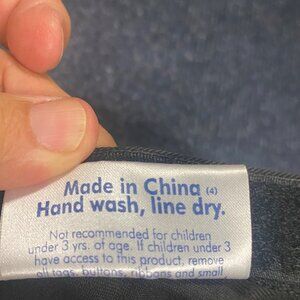 Made in China (4)
Hand wash, line dry.
Not recommended for children
under 3 yrs. of age. If children under 3
have access to this product, remove
all tags, buttons, ribbons and small